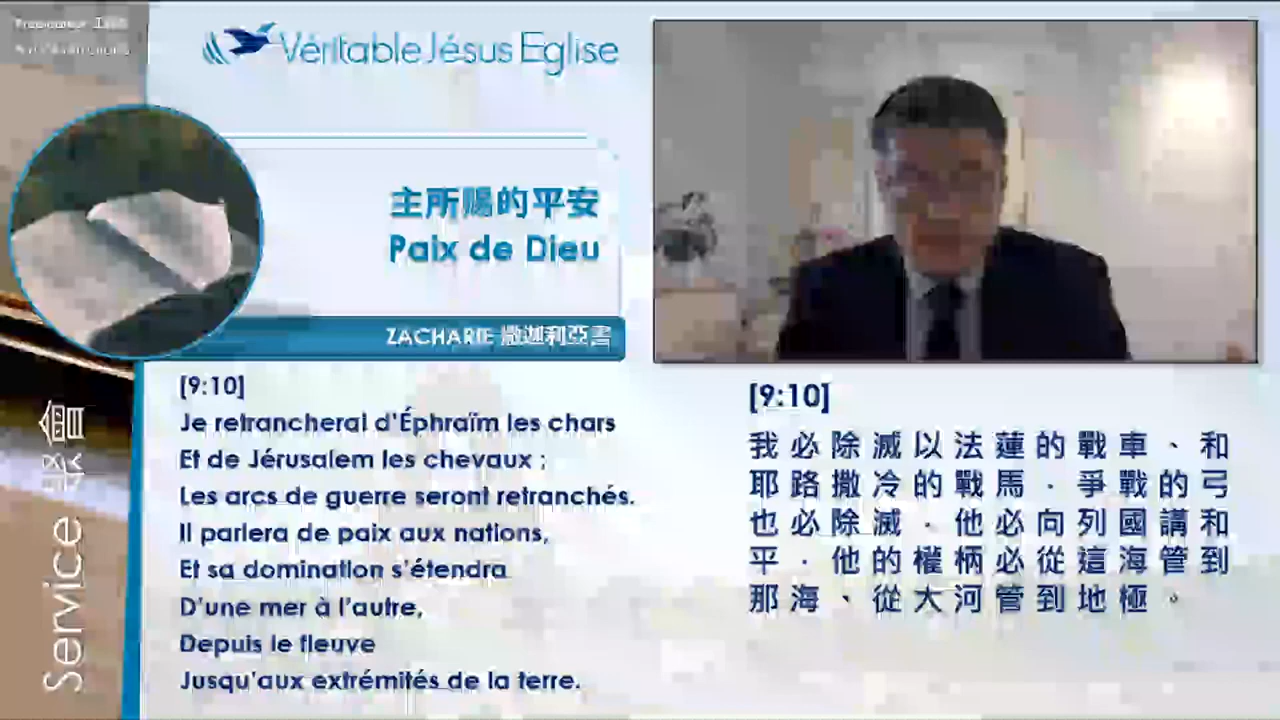 Véritable Jésus Eglise
主所賜的平安
Paix de Dieu
ZACHARIE 撒迦利亞書
[9:10]
Je retrancherai d'Éphraïm les chars
Et de Jérusalem les chevaux ;
Les arcs de guerre seront retranchés.
Il parlera de paix aux nations,
Et sa domination s'étendra
D'une mer à l'autre,
Depuis le fleuve
Jusqu'aux extrémités de la terre.
[9:10]
我必除滅以法蓮的戰車、和
耶路撒冷的戰馬．爭戰的弓
也必除滅．他必向列國講和
平．他的權柄必從這海管到
那海、從大河管到地極。
Service 聚會